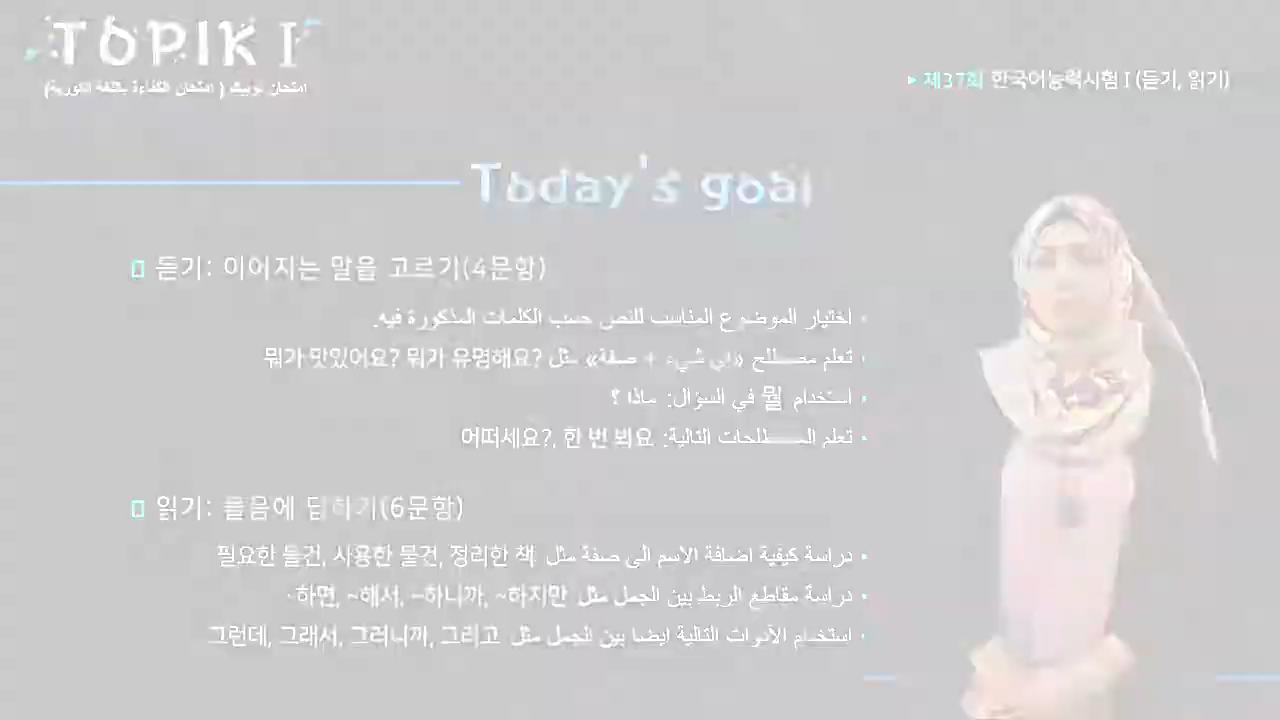 TOPIK I
امتحان توبيك ( امتحان الكفاءة باللغة الكورية)
▸ 제37회 한국어능력시험 I (듣기, 읽기)
Today's goal
듣기: 이어지는 말을 고르기(4문항)
• اختيار الموضوع المناسب للنص حسب الكلمات المذكورة فيه.
• تعلم مصطلح «اي شيء + صفة» مثل 뭐가 맛있어요? 뭐가 유명해요?
• استخدام 뭘 في السؤال: ماذا ؟
• تعلم المصطلحات التالية: 어떠세요?, 한 번 봐요
읽기: 물음에 답하기(6문항)
• دراسة كيفية اضافة الاسم الى صفة مثل 필요한 물건, 사용한 물건, 정리한 책
• دراسة مقاطع الربط بين الجمل مثل ~하면, ~해서, ~하니까, ~하지만
• استخدام الأدوات التالية ايضا بين الجمل مثل 그런데, 그래서, 그러니까, 그리고